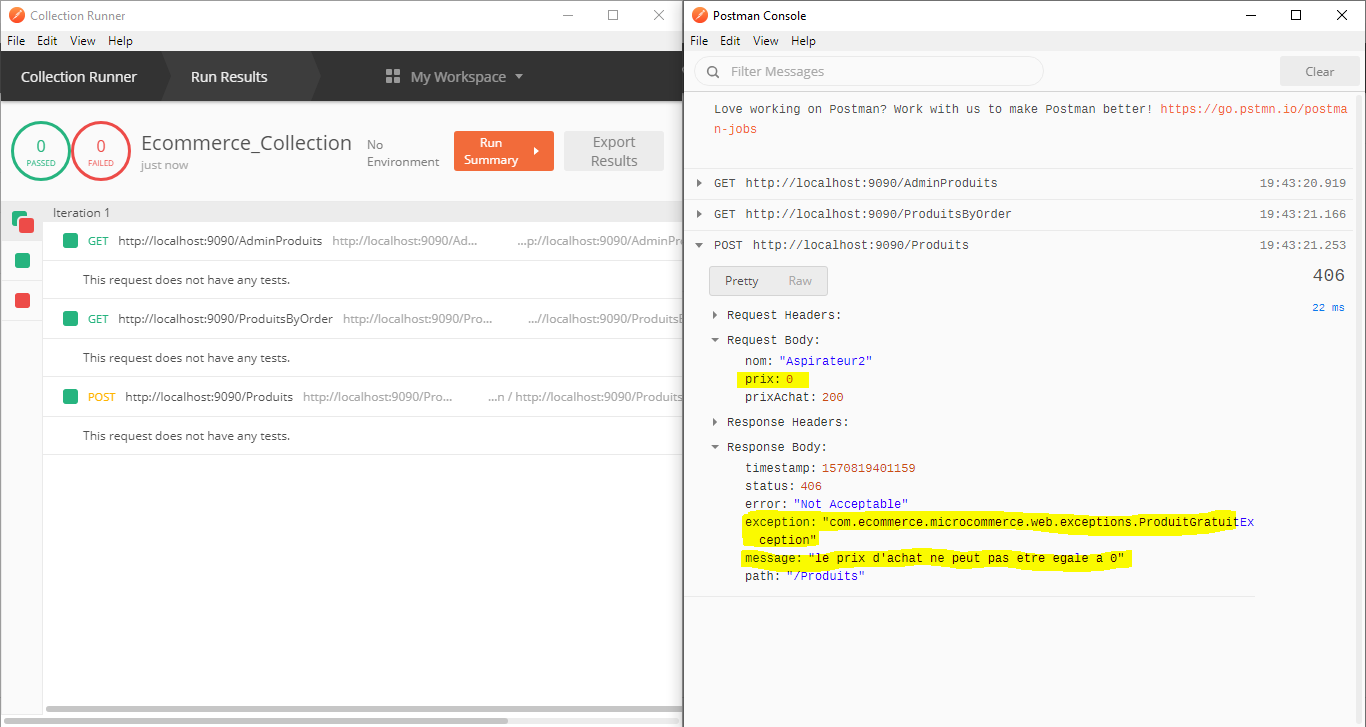 Collection Runner
File Edit View Help
Collection Runner
Run Results
My Workspace
0
PASSED
0
FAILED
Ecommerce_Collection
just now
No
Environment
Run
Summary
Export
Results
Iteration 1
GET http://localhost:9090/AdminProduits http://localhost:9090/Ad... ...p://localhost:9090/AdminPr
This request does not have any tests.
GET http://localhost:9090/ProduitsByOrder http://localhost:9090/Pro... ...//localhost:9090/ProduitsB
This request does not have any tests.
POST http://localhost:9090/Produits http://localhost:9090/Pro... ...n / http://localhost:9090/Produits
This request does not have any tests.
Postman Console
File Edit View Help
Filter Messages
Clear
Love working on Postman? Work with us to make Postman better! https://go.pstmn.io/postma
n-jobs
GET http://localhost:9090/AdminProduits 19:43:20.919
GET http://localhost:9090/ProduitsByOrder 19:43:21.166
POST http://localhost:9090/Produits 19:43:21.253
Pretty Raw
406
22 ms
Request Headers:
Request Body:
nom: "Aspirateur2"
prix: 0
prixAchat: 200
Response Headers:
Response Body:
timestamp: 1570819401159
status: 406
error: "Not Acceptable"
exception: "com.ecommerce.microcommerce.web.exceptions.ProduitGratuitEx
ception"
message: "le prix d'achat ne peut pas etre egale a 0"
path: "/Produits"